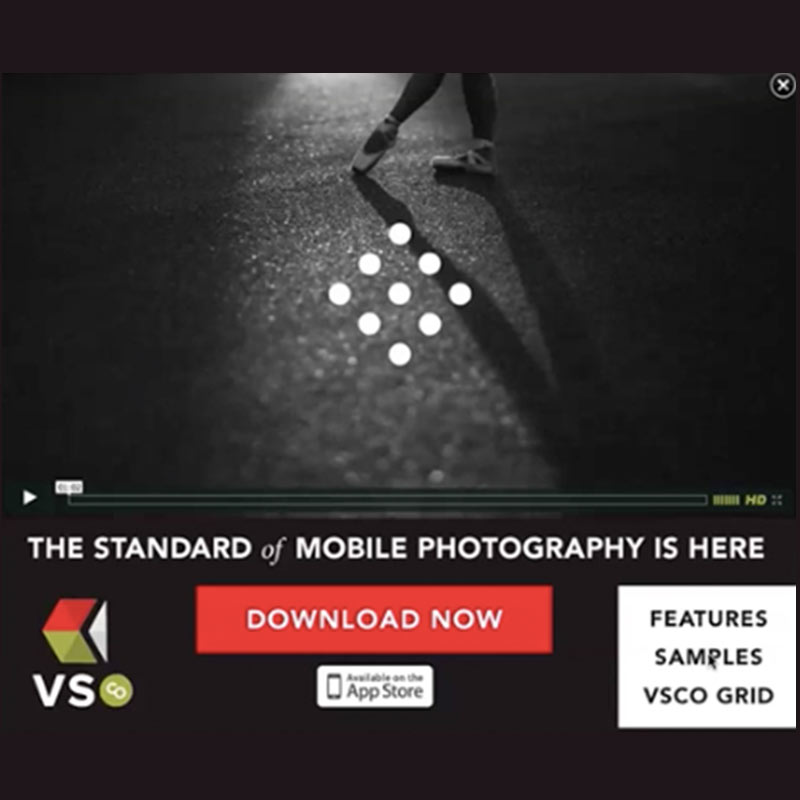 01:02
HD
THE STANDARD of MOBILE PHOTOGRAPHY IS HERE
DOWNLOAD NOW
Available on the
App Store
VSCO
FEATURES
SAMPLES
VSCO GRID